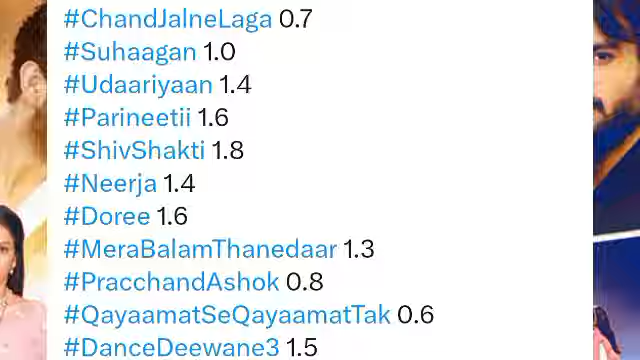 #ChandJalneLaga 0.7
#Suhaagan 1.0
#Udaariyaan 1.4
#Parineetii 1.6
#ShivShakti 1.8
#Neerja 1.4
#Doree 1.6
#MeraBalamThanedaar 1.3
#PracchandAshok 0.8
#QayaamatSeQayaamatTak 0.6
#DanceDeewane3 1.5